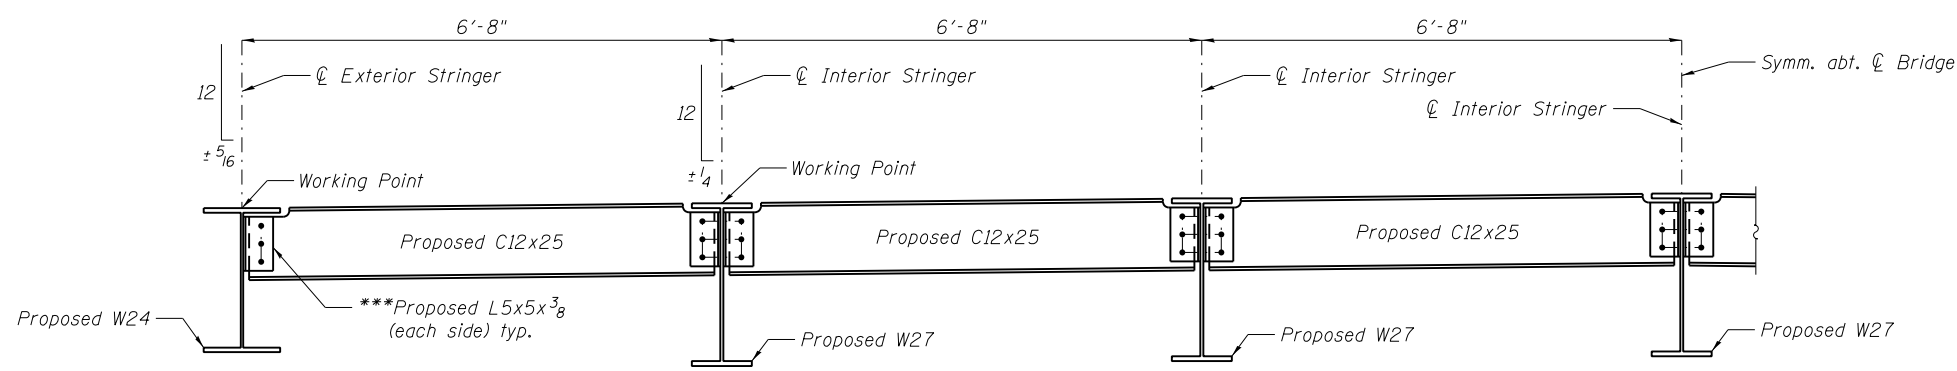 6'-8"
6'-8"
6'-8"
℄ Exterior Stringer
℄ Interior Stringer
℄ Interior Stringer
Symm. abt. ℄ Bridge
℄ Interior Stringer
12
± 5/16
12
± 1/4
Working Point
Working Point
Proposed C12x25
Proposed C12x25
Proposed C12x25
***Proposed L5x5x3/8
(each side) typ.
Proposed W24
Proposed W27
Proposed W27
Proposed W27